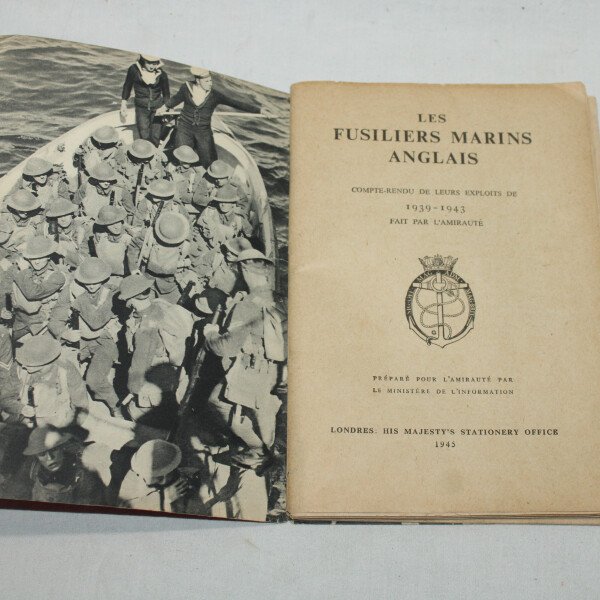 LES
FUSILIERS MARINS
ANGLAIS
COMPTE-RENDU DE LEURS EXPLOITS DE
1939-1943
FAIT PAR L'AMIRAUTÉ
PRÉPARÉ POUR L'AMIRAUTÉ PAR
LE MINISTÈRE DE L'INFORMATION
LONDRES: HIS MAJESTY'S STATIONERY OFFICE
1945